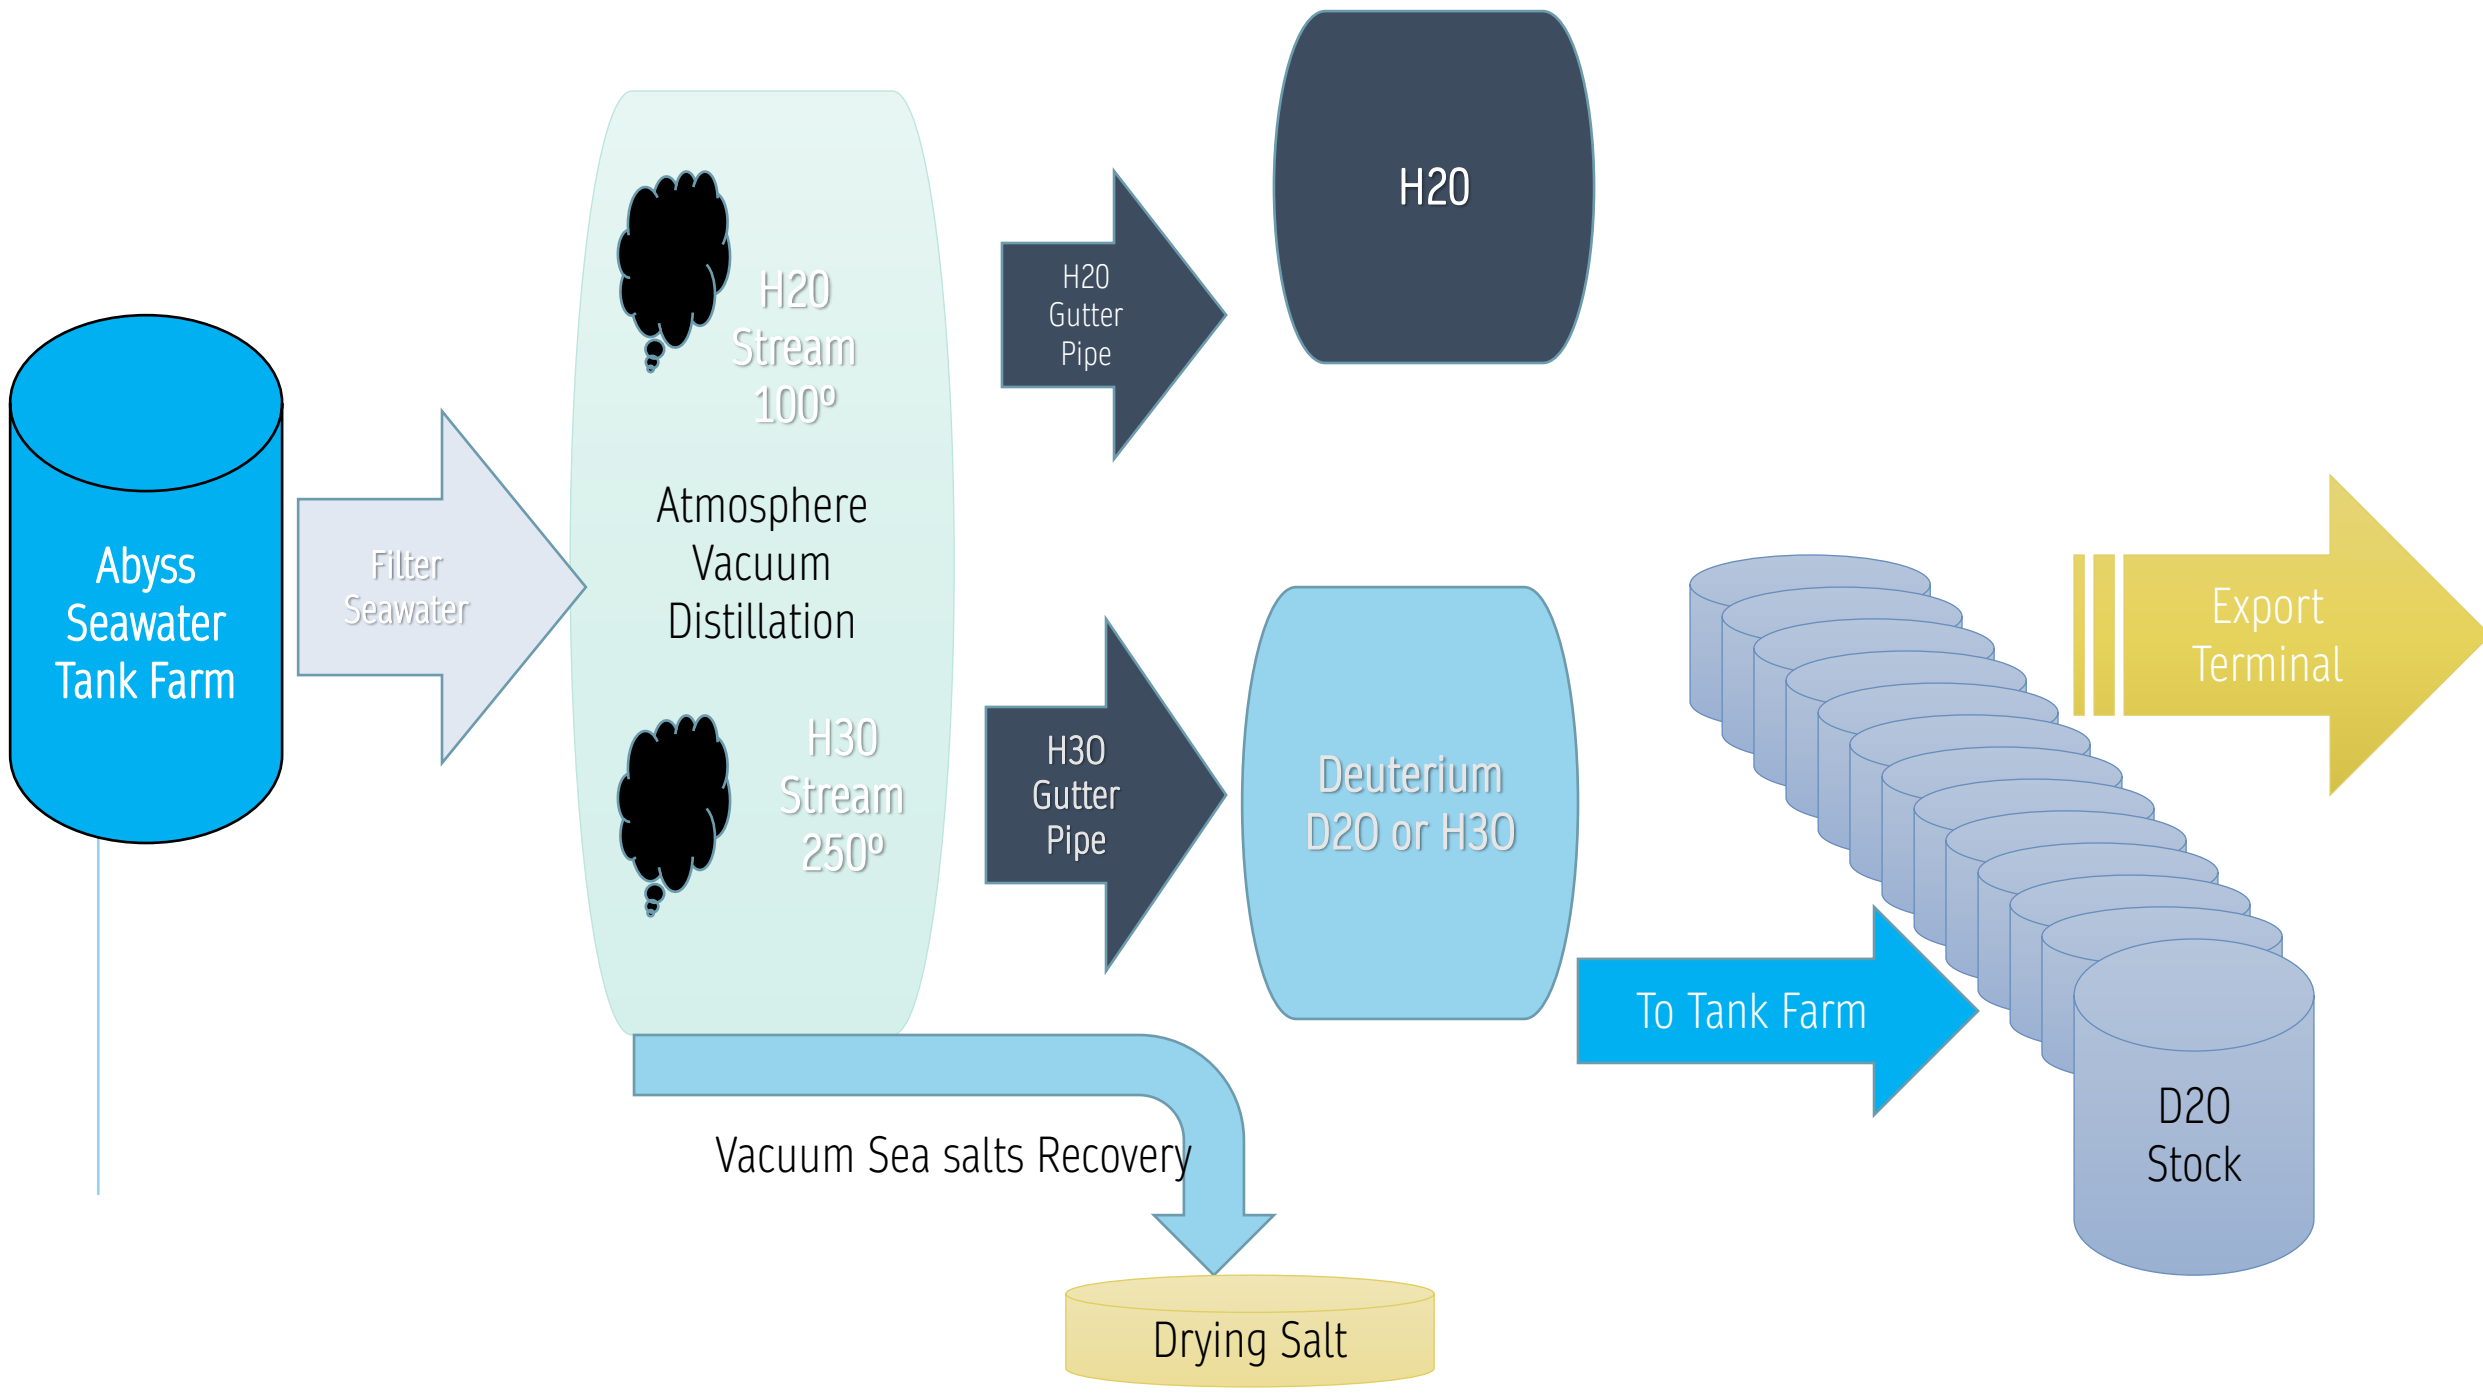 H20
H20
Gutter
Pipe
H20
Stream
100º
Abyss
Seawater
Tank Farm
Filter
Seawater
Atmosphere
Vacuum
Distillation
H30
Stream
250º
H30
Gutter
Pipe
Deuterium
D20 or H30
Export
Terminal
To Tank Farm
D20
Stock
Vacuum Sea salts Recovery
Drying Salt